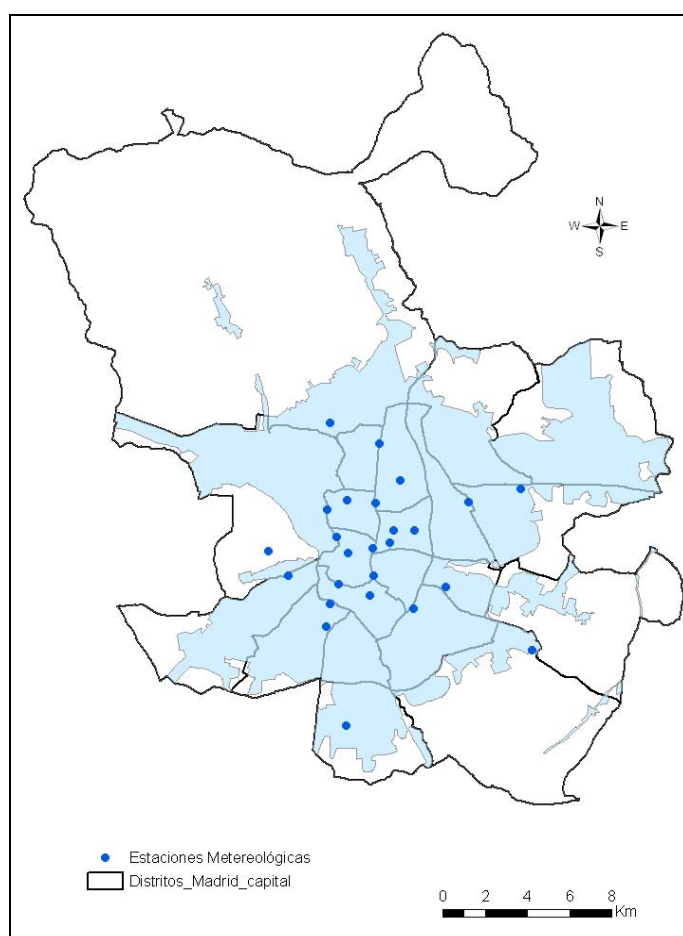 N
W E
S
Estaciones Metereológicas
Distritos_Madrid_capital
0 2 4 6 8
Km